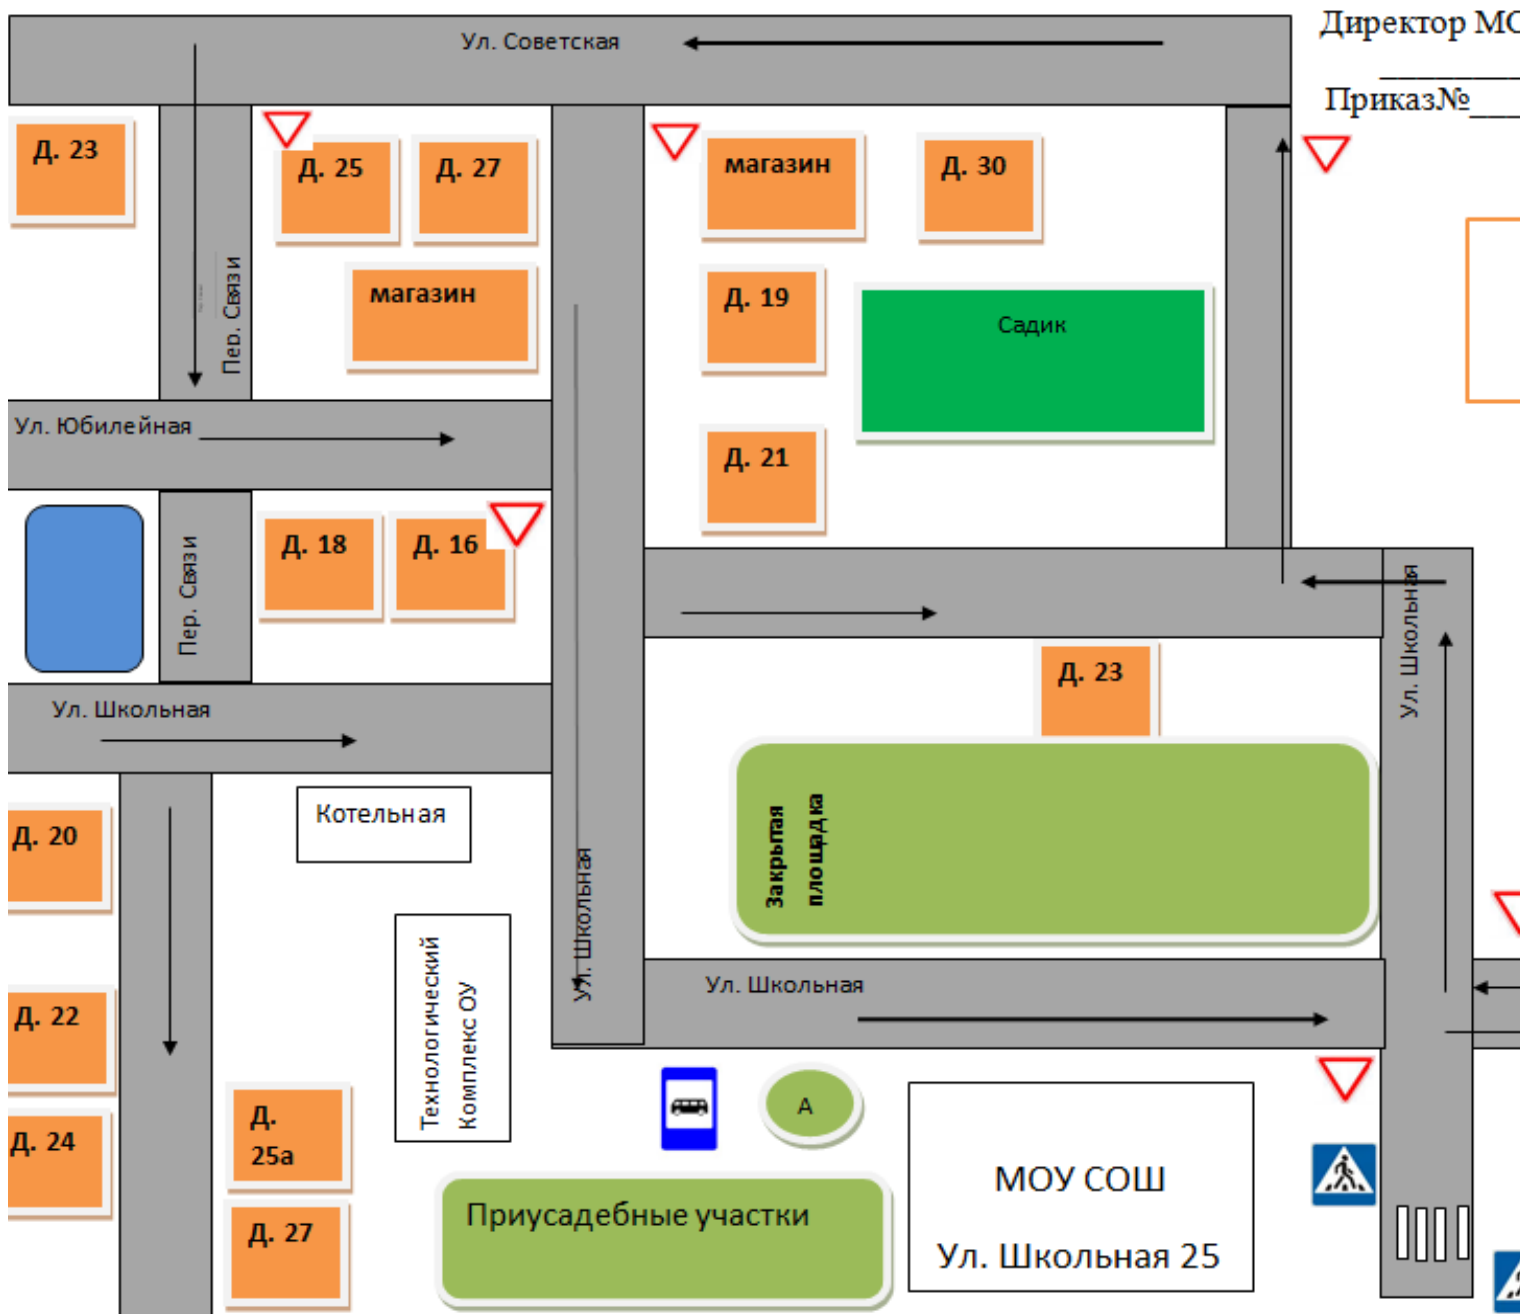 Директор МО
Ул. Советская
Приказ№
Д. 23
Д. 25
Д. 27
магазин
Д. 30
Пер. Связи
магазин
Д. 19
Садик
Ул. Юбилейная
Д. 21
Д. 18
Д. 16
Пер. Связи
Ул. Школьная
Д. 23
Ул. Школьная
Котельная
Д. 20
Закрытая
площадка
Ул. Школьная
Технологический
Комплекс ОУ
Ул. Школьная
Д. 22
Д. 24
Д.
25а
А
МОУ СОШ
Приусадебные участки
Д. 27
Ул. Школьная 25